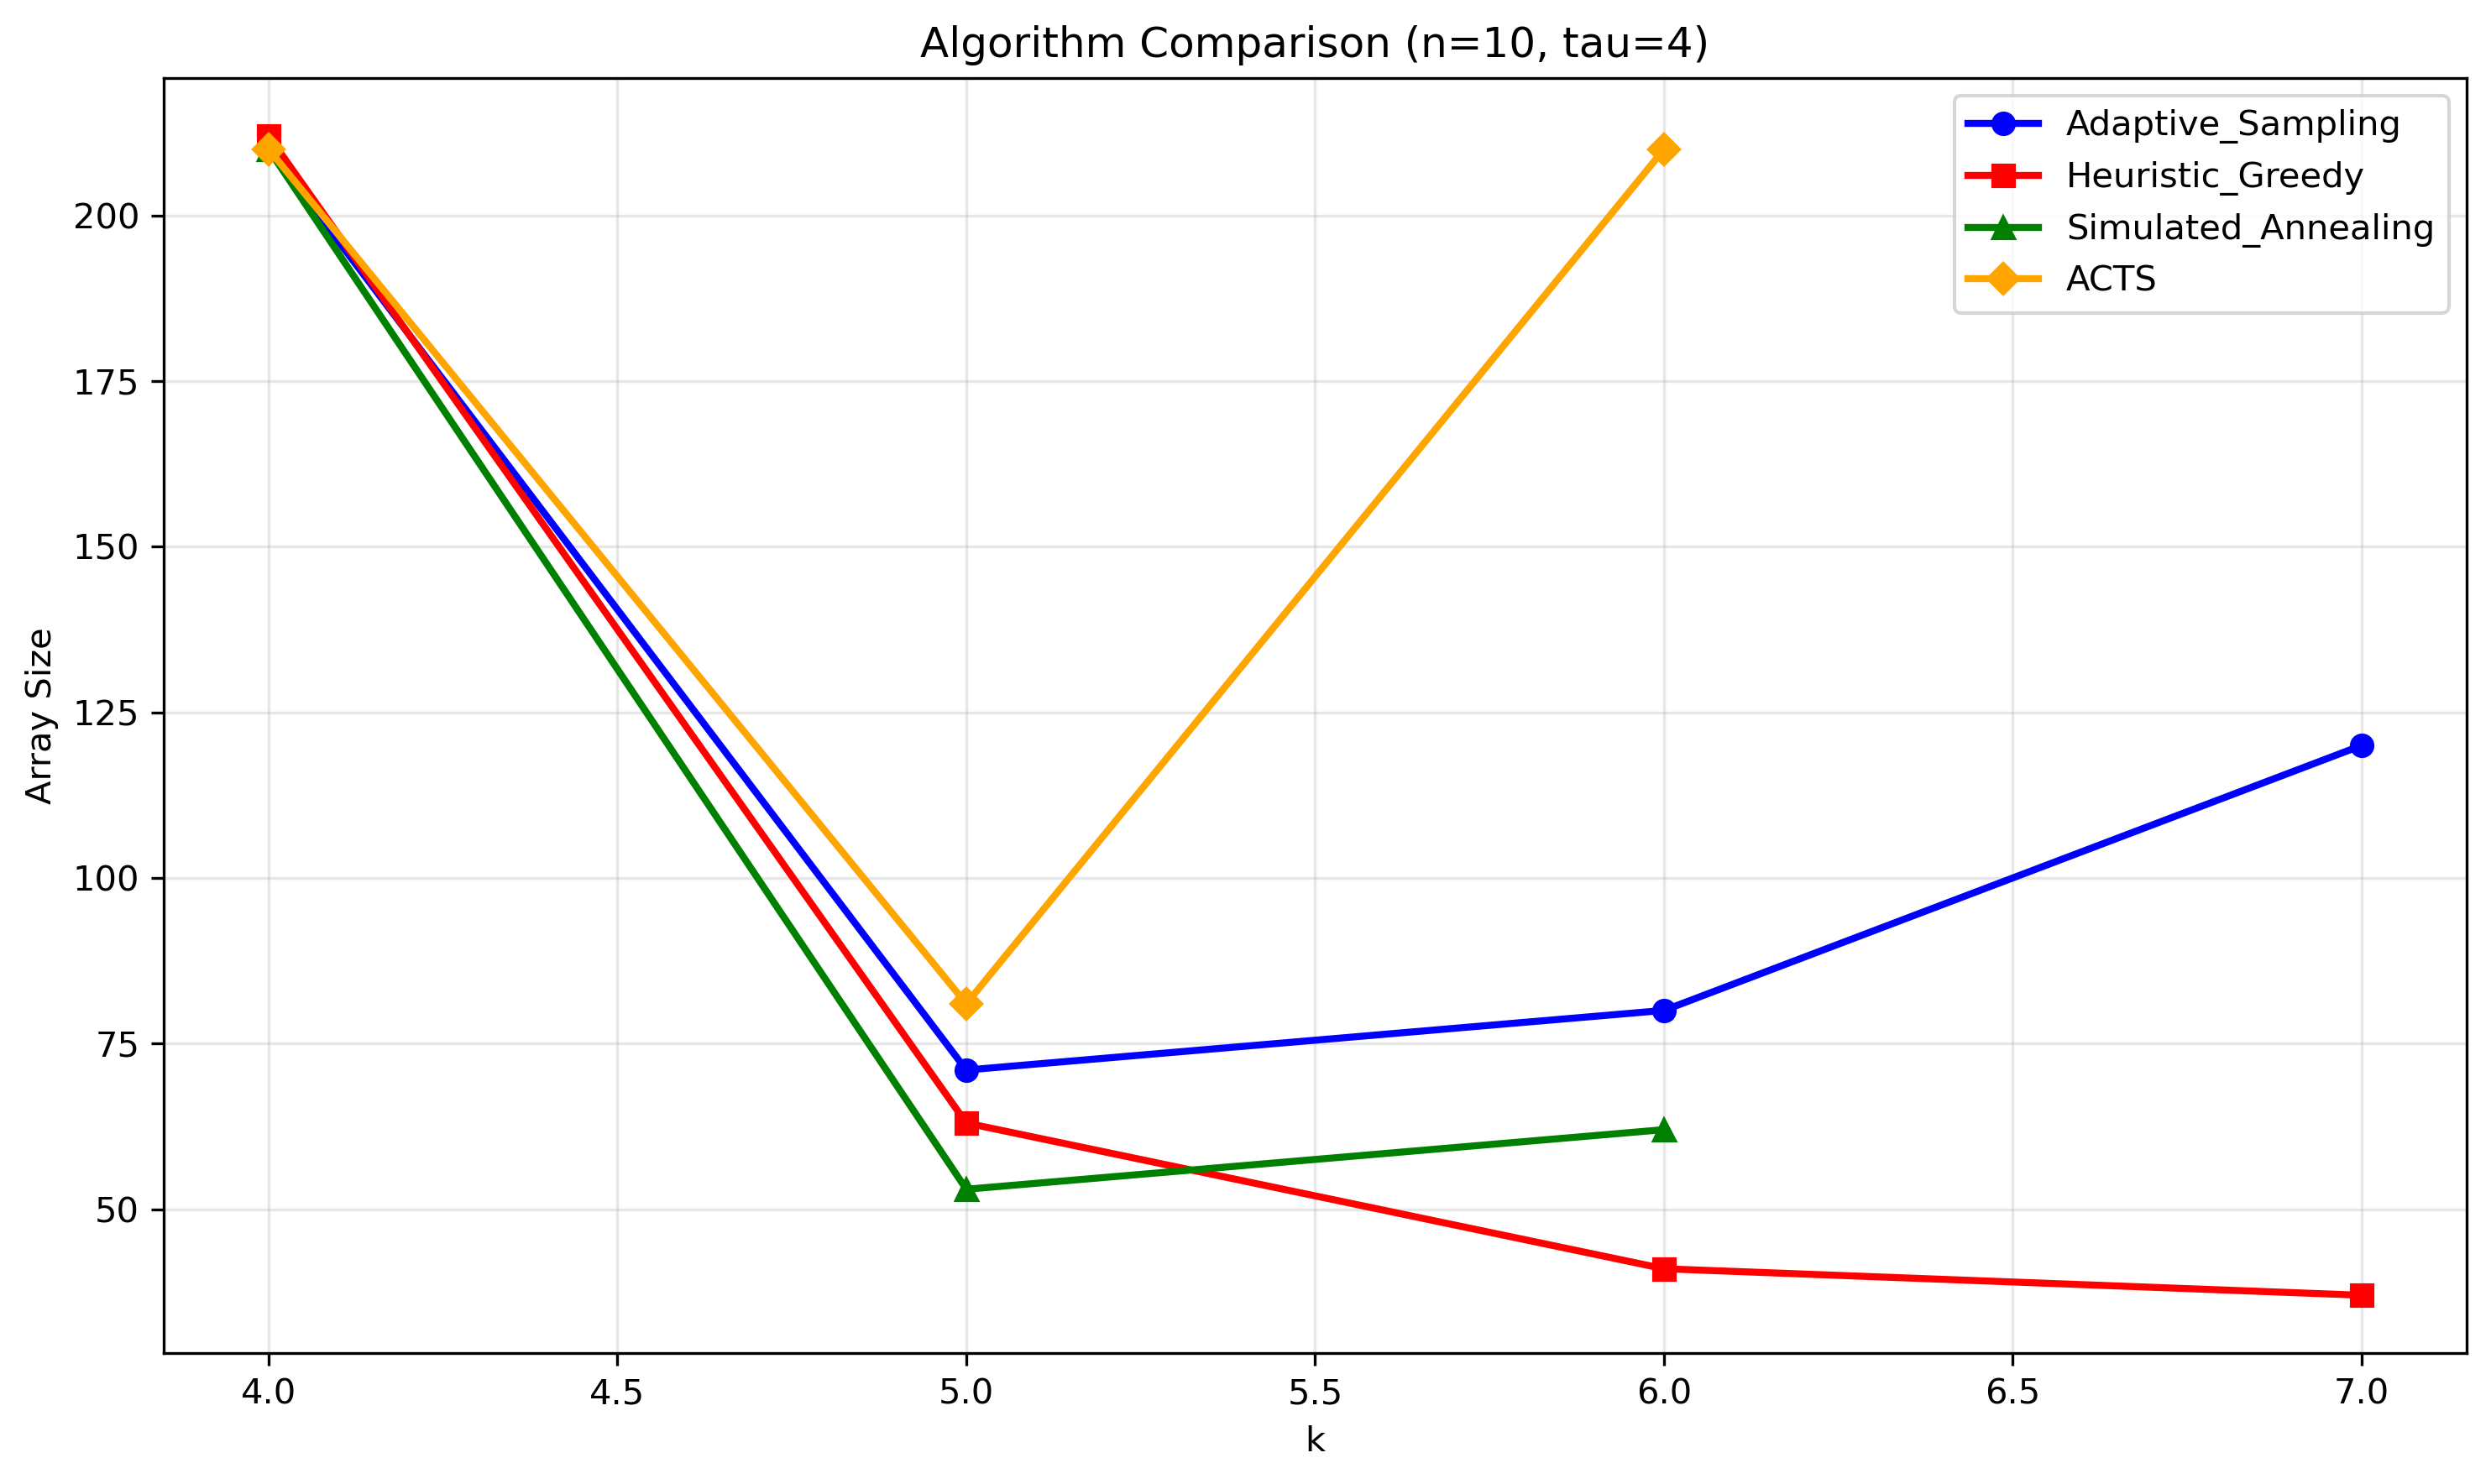 Algorithm Comparison (n=10, tau=4)
Adaptive_Sampling
Heuristic_Greedy
Simulated_Annealing
ACTS
Array Size
200
175
150
125
100
75
50
4.0 4.5 5.0 5.5 6.0 6.5 7.0
k